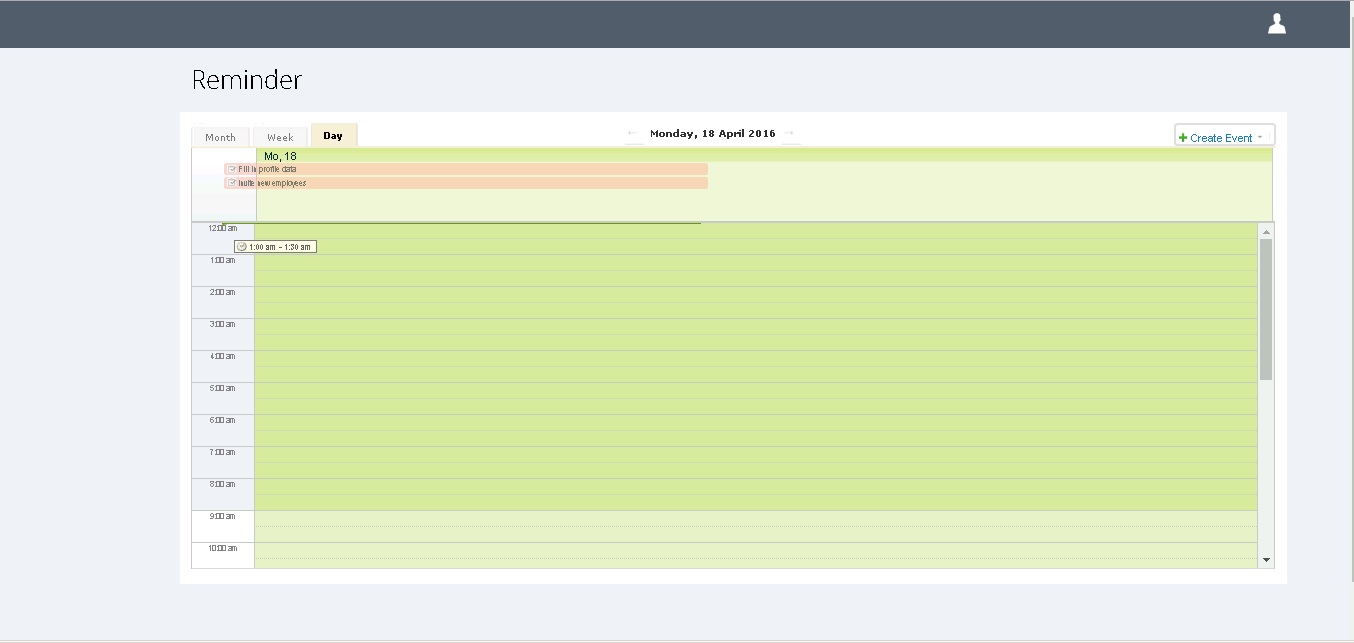 Reminder
Month
Week
Day
← Monday, 18 April 2016 →
Create Event
Mo, 18
Fill in profile data
Invite new employees
12:00 am
1:00 am - 1:30 am
1:00 am
2:00 am
3:00 am
4:00 am
5:00 am
6:00 am
7:00 am
8:00 am
9:00 am
10:00 am